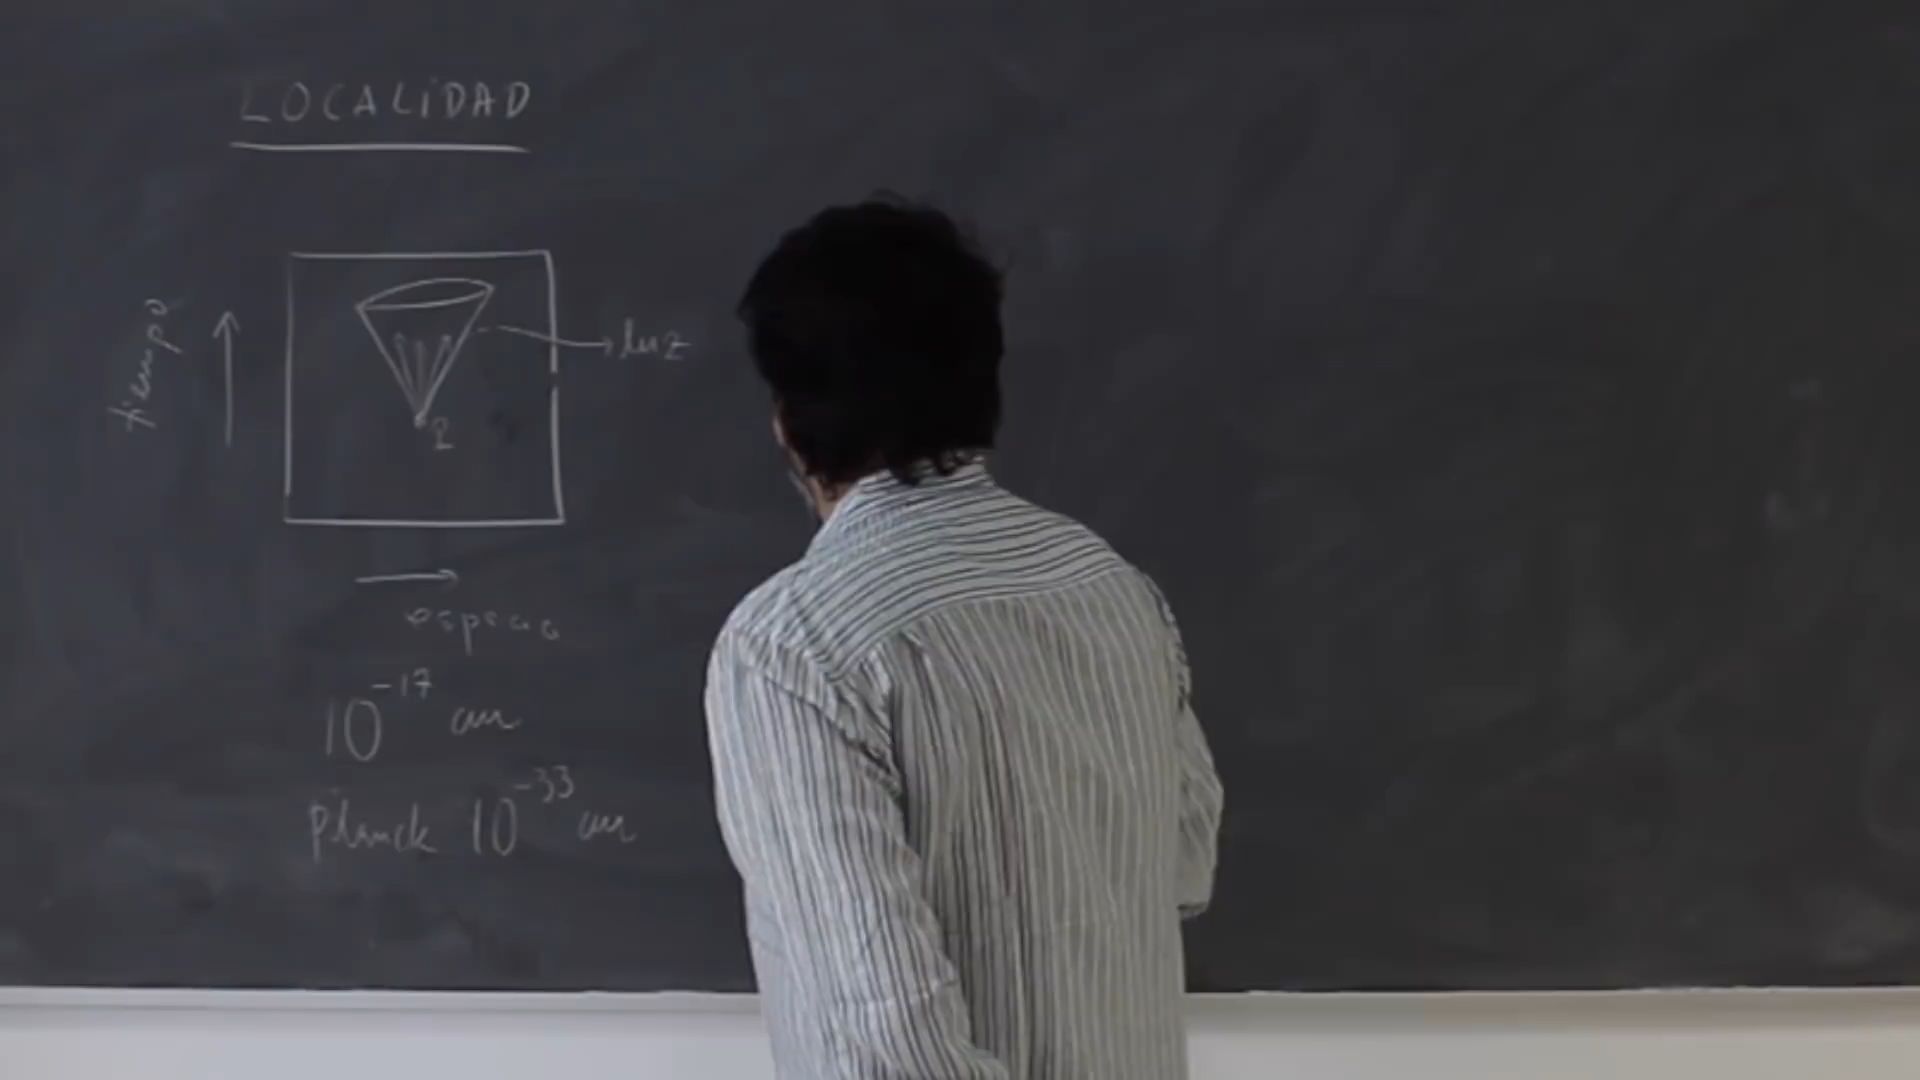 LOCALIDAD
tiempo
luz
espacio
10^-17 cm
planck 10^-33 cm